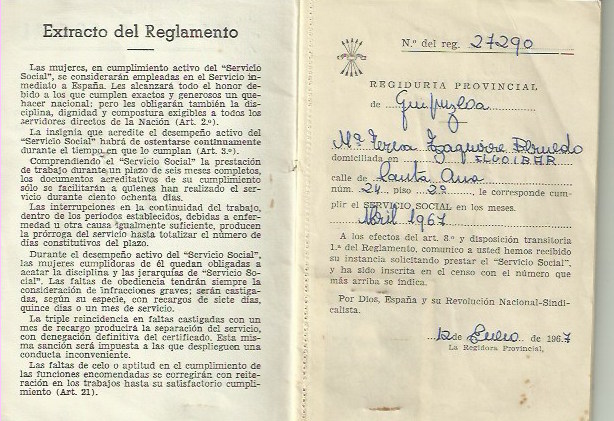 Extracto del Reglamento
Las mujeres, en cumplimiento activo del "Servicio
Social", se considerarán empleadas en el Servicio in-
mediato a España. Les alcanzará todo el honor de-
bido a los que cumplen exactos y generosos un que-
hacer nacional; pero les obligarán también la dis-
ciplina, dignidad y compostura exigibles a todos los
servidores directos de la Nación (Art. 2.º).
La insignia que acredite el desempeño activo del
"Servicio Social" habrá de ostentarse continuamente
durante el tiempo en que lo cumplan (Art. 3.º).
Comprendiendo el "Servicio Social" la prestación
de trabajo durante un plazo de seis meses completos,
los documentos acreditativos de su cumplimiento
sólo se facilitarán a quienes han realizado el ser-
vicio durante ciento ochenta días.
Las interrupciones en la continuidad del trabajo,
dentro de los períodos establecidos, debidas a enfer-
medad u otra causa igualmente suficiente, producen
la prórroga del servicio hasta totalizar el número de
días constitutivos del plazo.
Durante el desempeño activo del "Servicio Social",
las mujeres cumplidoras de él quedan obligadas a
acatar la disciplina y las jerarquías de "Servicio So-
cial". Las faltas de obediencia tendrán siempre la
consideración de infracciones graves; serán castiga-
das, según su especie, con recargos de siete días,
quince días o un mes de servicio.
La triple reincidencia en faltas castigadas con un
mes de recargo producirá la separación del servicio,
con denegación definitiva del certificado. Esta mis-
ma sanción será impuesta a las que desplieguen una
conducta inconveniente.
Las faltas de celo o aptitud en el cumplimiento de
las funciones encomendadas se corregirán con reite-
ración en los trabajos hasta su satisfactorio cumpli-
miento (Art. 21).
N.º del reg. 27290
REGIDURIA PROVINCIAL
de Guipuzcoa
Mª Teresa Izaguirre
domiciliada en ELGOIBAR
calle de Santa Ana
núm. 24 piso 2º, le corresponde cum-
plir el SERVICIO SOCIAL en los meses.
Abril 1967
A los efectos del art. 8.º y disposición transitoria
1.ª del Reglamento, comunico a usted hemos recibido
su instancia solicitando prestar el "Servicio Social",
y ha sido inscrita en el censo con el número que
más arriba se indica.
Por Dios, España y su Revolución Nacional-Sindi-
calista.
12 de Enero de 1967
La Regidora Provincial,